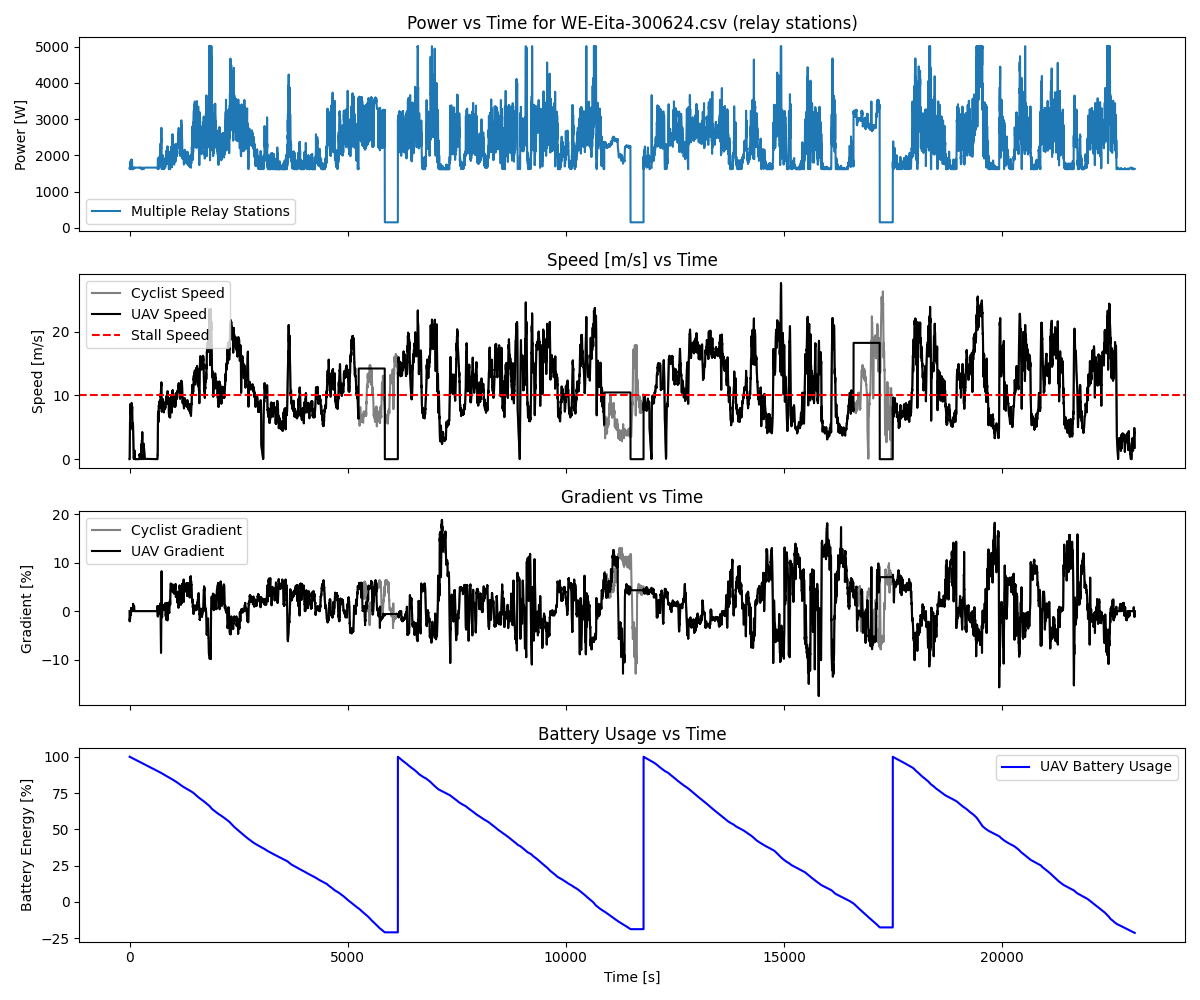 Power vs Time for WE-Eita-300624.csv (relay stations)
5000
4000
3000
2000
1000
0
Power [W]
Multiple Relay Stations
Speed [m/s] vs Time
20
10
0
Speed [m/s]
Cyclist Speed
UAV Speed
Stall Speed
Gradient vs Time
20
10
0
−10
Gradient [%]
Cyclist Gradient
UAV Gradient
Battery Usage vs Time
100
75
50
25
0
−25
Battery Energy [%]
UAV Battery Usage
0 5000 10000 15000 20000
Time [s]